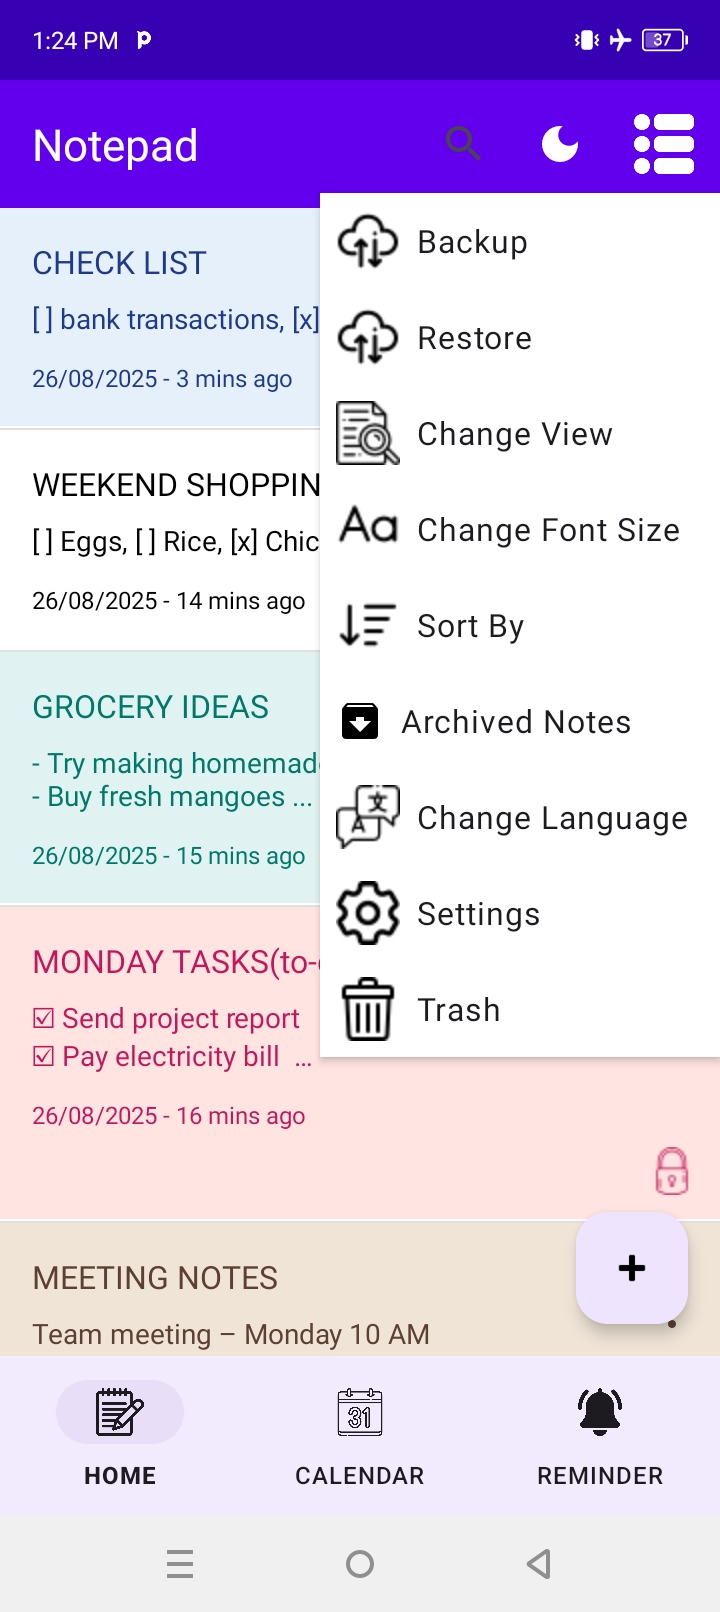 1:24 PM
37
Notepad
Backup
Restore
Change View
Change Font Size
Sort By
Archived Notes
Change Language
Settings
Trash
CHECK LIST
[ ] bank transactions, [x]
26/08/2025 - 3 mins ago
WEEKEND SHOPPIN
[ ] Eggs, [ ] Rice, [x] Chic
26/08/2025 - 14 mins ago
GROCERY IDEAS
- Try making homemad
- Buy fresh mangoes ...
26/08/2025 - 15 mins ago
MONDAY TASKS(to-
☑ Send project report
☑ Pay electricity bill ...
26/08/2025 - 16 mins ago
MEETING NOTES
Team meeting – Monday 10 AM
31
HOME
CALENDAR
REMINDER